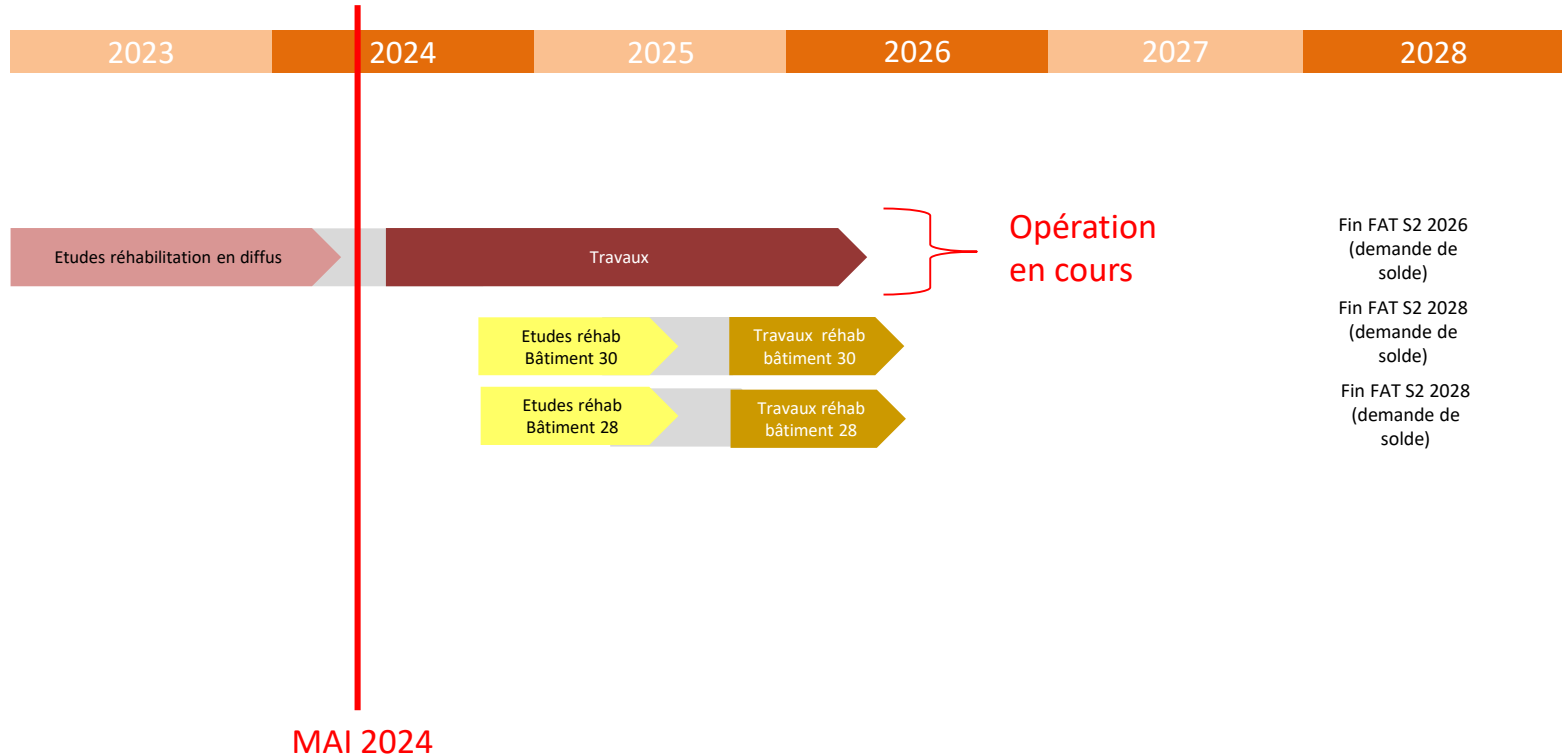 2023
2024
2025
2026
2027
2028
Etudes réhabilitation en diffus
Travaux
Opération
en cours
Fin FAT S2 2026
(demande de
solde)
Etudes réhab
Bâtiment 30
Travaux réhab
bâtiment 30
Fin FAT S2 2028
(demande de
solde)
Etudes réhab
Bâtiment 28
Travaux réhab
bâtiment 28
Fin FAT S2 2028
(demande de
solde)
MAI 2024